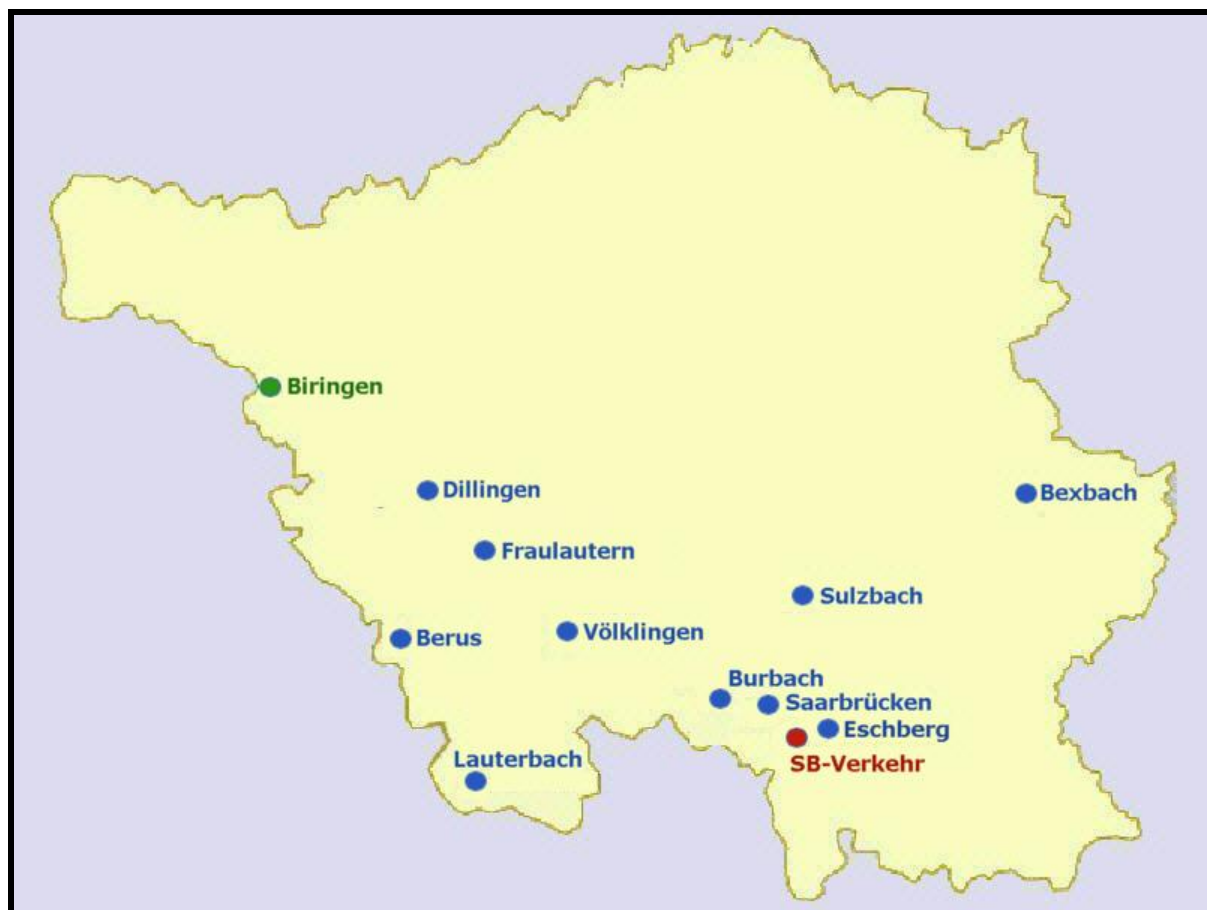 Biringen
Dillingen
Bexbach
Fraulautern
Sulzbach
Berus
Völklingen
Burbach
Saarbrücken
Eschberg
Lauterbach
SB-Verkehr